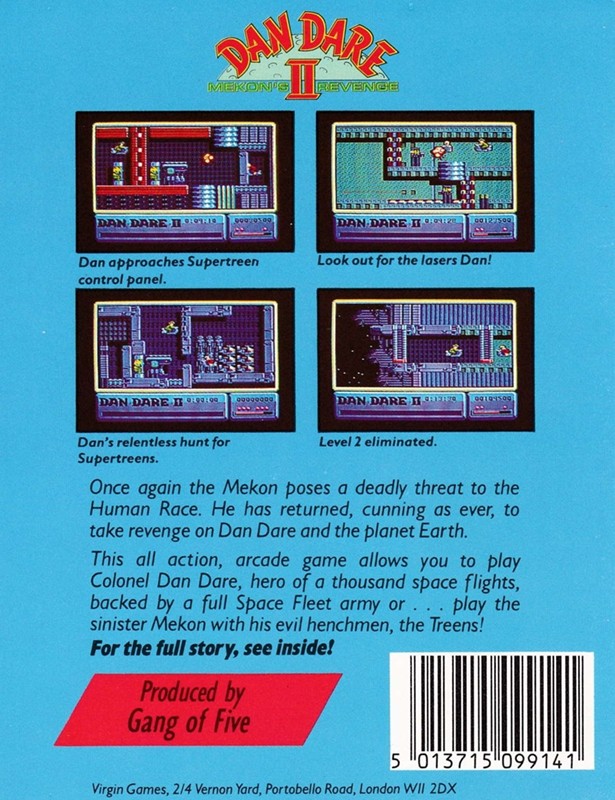 DAN DARE
II
MEKON'S REVENGE
DAN DARE II
DAN DARE II
Dan approaches Supertreen
control panel.
Look out for the lasers Dan!
DAN DARE II
00000000
DAN DARE II
Dan's relentless hunt for
Supertreens.
Level 2 eliminated.
Once again the Mekon poses a deadly threat to the
Human Race. He has returned, cunning as ever, to
take revenge on Dan Dare and the planet Earth.
This all action, arcade game allows you to play
Colonel Dan Dare, hero of a thousand space flights,
backed by a full Space Fleet army or . . . play the
sinister Mekon with his evil henchmen, the Treens!
For the full story, see inside!
Produced by
Gang of Five
5 013715 099141
Virgin Games, 2/4 Vernon Yard, Portobello Road, London W11 2DX